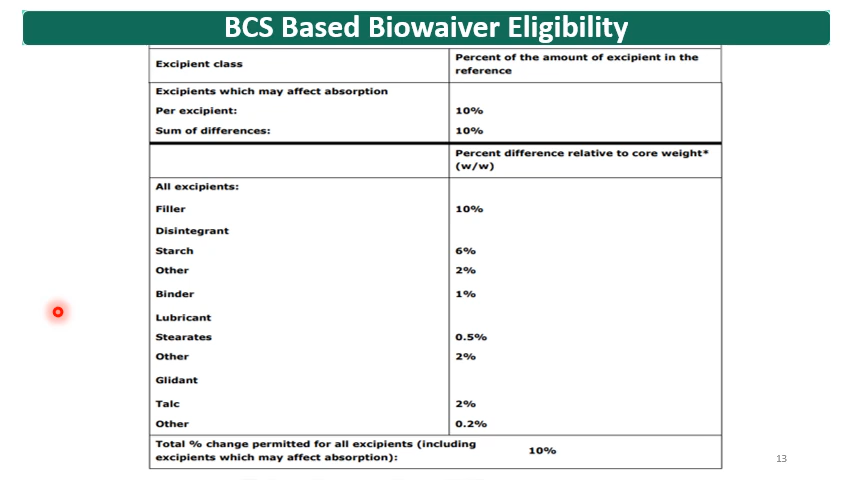 BCS Based Biowaiver Eligibility
Excipient class
Percent of the amount of excipient in the
reference
Excipients which may affect absorption
Per excipient: 10%
Sum of differences: 10%
Percent difference relative to core weight*
(w/w)
All excipients:
Filler 10%
Disintegrant
Starch 6%
Other 2%
Binder 1%
Lubricant
Stearates 0.5%
Other 2%
Glidant
Talc 2%
Other 0.2%
Total % change permitted for all excipients (including
excipients which may affect absorption): 10%
13